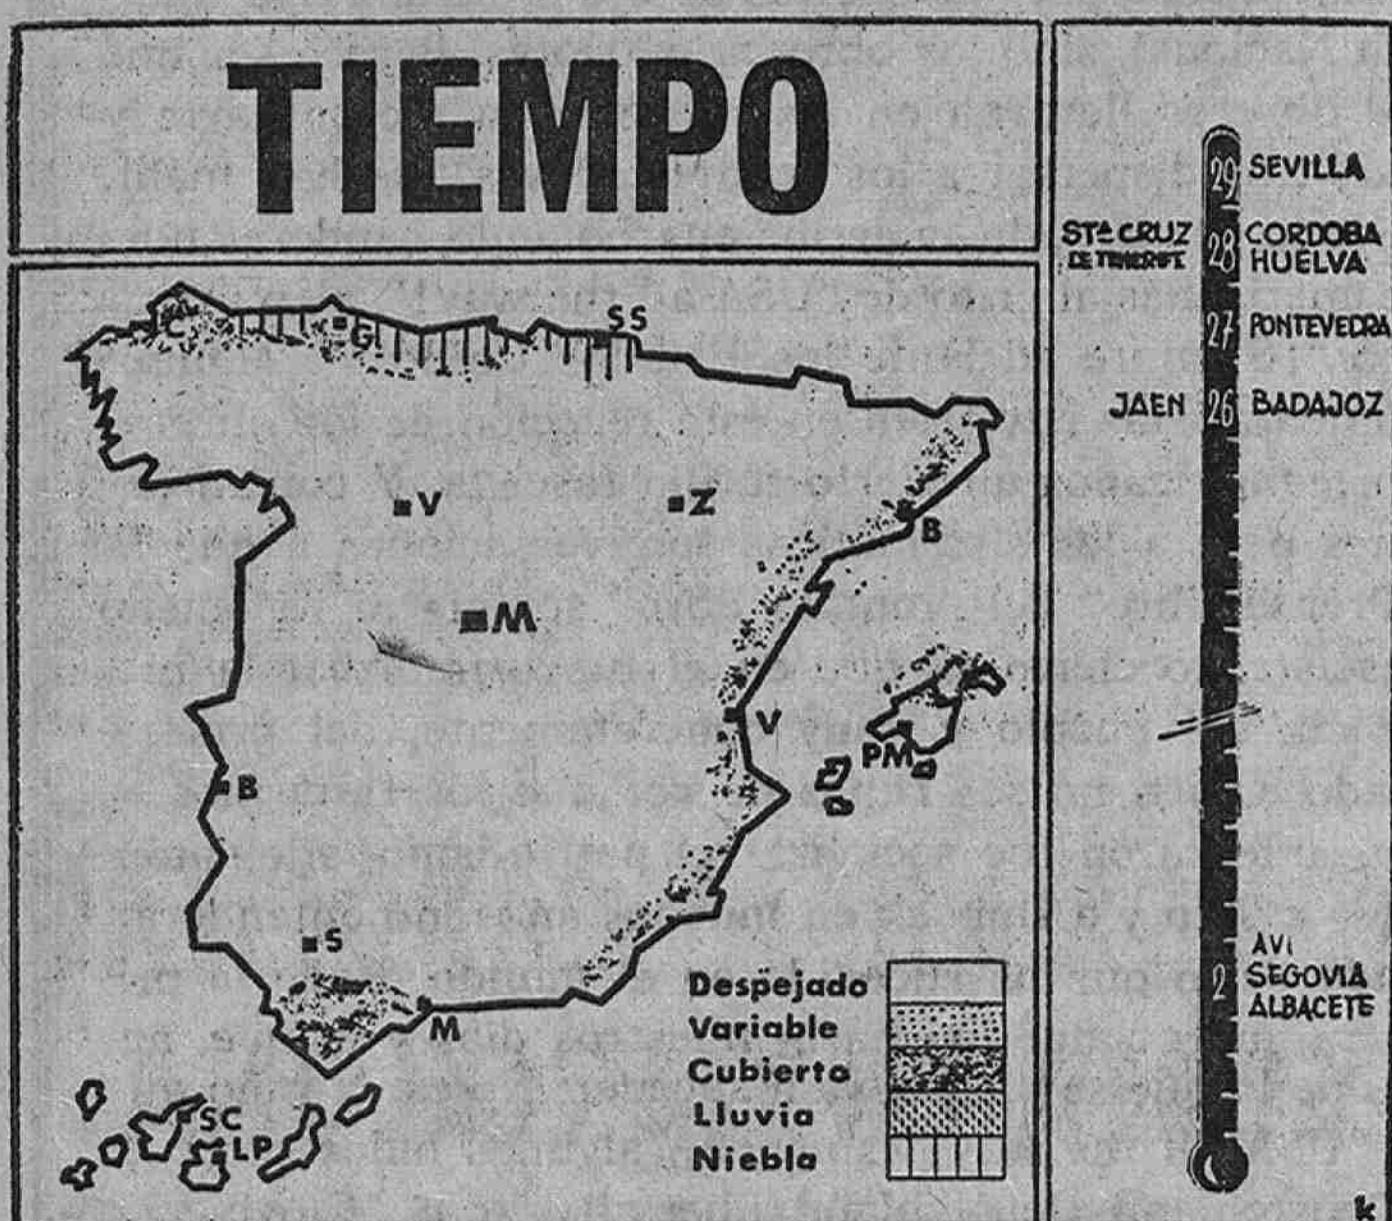 TIEMPO
C
G
SS
V
Z
B
M
V
PM
B
S
M
SC
LP
Despejado
Variable
Cubierto
Lluvia
Niebla
29 SEVILLA
STA CRUZ DE TENERIFE 28 CORDOBA
HUELVA
27 PONTEVEDRA
JAEN 26 BADAJOZ
AVI
2 SEGOVIA
ALBACETE
k